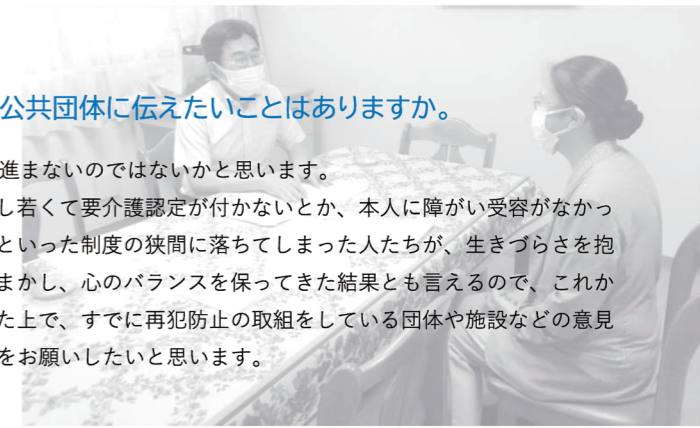 公共団体に伝えたいことはありますか。
進まないのではないかと思います。
し若くて要介護認定が付かないとか、本人に障がい受容がなかっ
といった制度の狭間に落ちてしまった人たちが、生きづらさを抱
まかし、心のバランスを保ってきた結果とも言えるので、これか
た上で、すでに再犯防止の取組をしている団体や施設などの意見
をお願いしたいと思います。